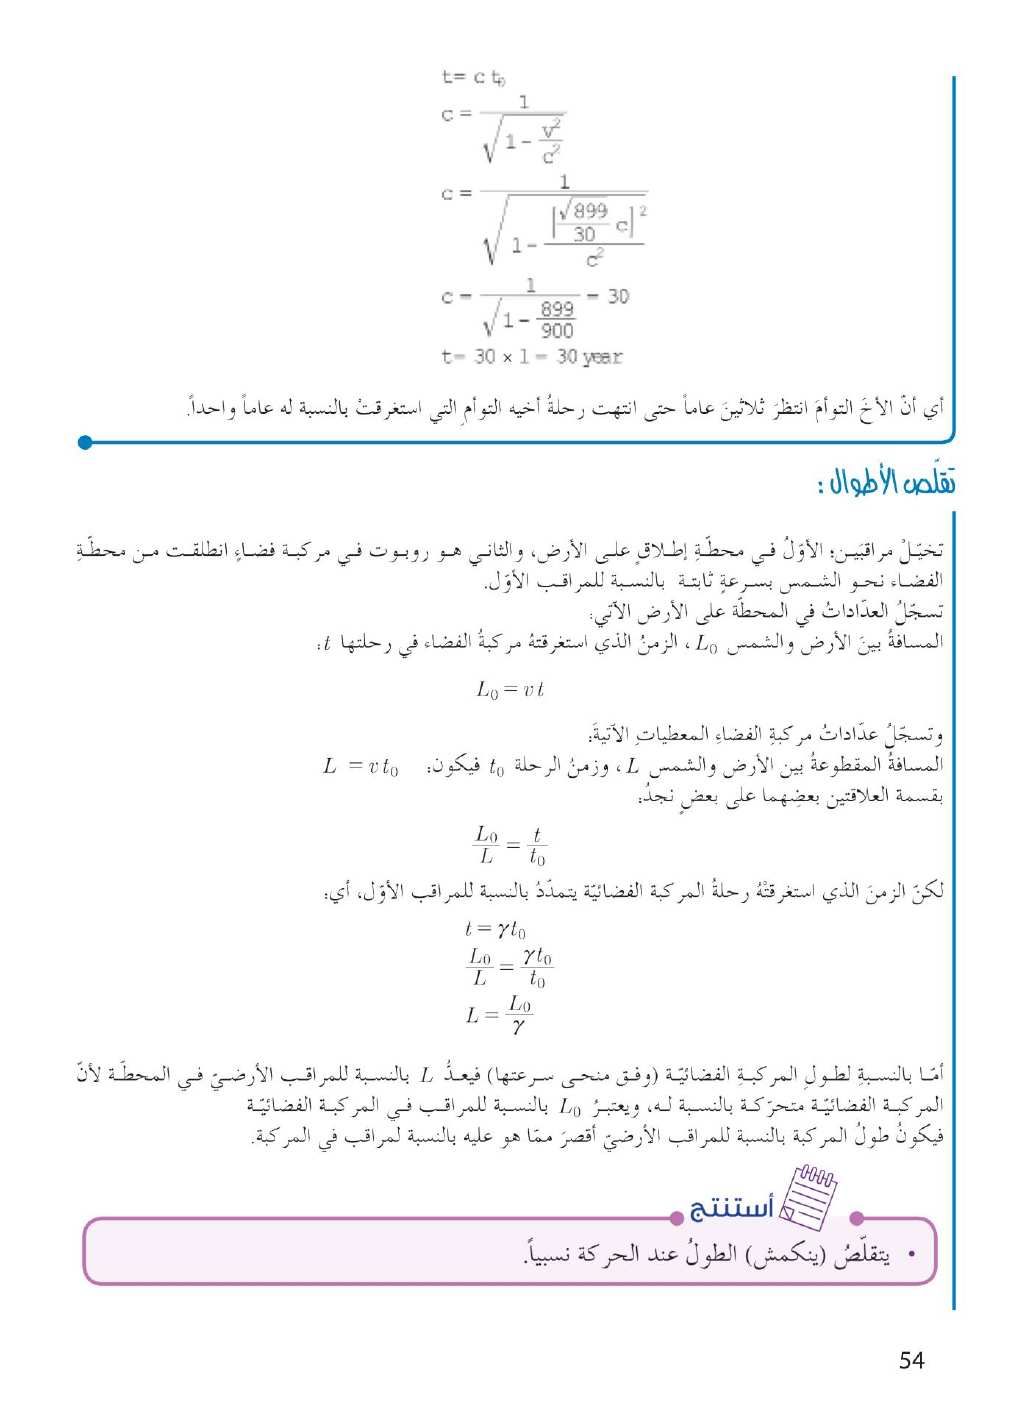 t= c t₀
c = 1 / √(1 - v²/c²)
c = 1 / √(1 - [√899/30 c]²/c²)
c = 1 / √(1 - 899/900) = 30
t= 30 × 1 = 30 year
أي أنّ الأخَ التوأمَ انتظرَ ثلاثينَ عاماً حتى انتهت رحلةُ أخيه التوأمِ التي استغرقتْ بالنسبة له عاماً واحداً.
تقلّص الأطوال :
تخيّلْ مراقبَين؛ الأوّلُ في محطّةِ إطلاقٍ على الأرض، والثاني هو روبوت في مركبة فضاءٍ انطلقت من محطّةِ
الفضاء نحو الشمس بسرعةٍ ثابتة بالنسبة للمراقب الأوّل.
تسجّلُ العدّاداتُ في المحطّة على الأرض الآتي:
المسافةُ بينَ الأرض والشمس L₀ ، الزمنُ الذي استغرقتهُ مركبةُ الفضاء في رحلتها t:
L₀ = v t
وتسجّلُ عدّاداتُ مركبةِ الفضاءِ المعطياتِ الآتيةَ:
المسافةُ المقطوعةُ بين الأرض والشمس L ، وزمنُ الرحلة t₀ فيكون: L = v t₀
بقسمة العلاقتين بعضِهما على بعضٍ نجدُ:
L₀/L = t/t₀
لكنّ الزمنَ الذي استغرقتْهُ رحلةُ المركبة الفضائيّة يتمدّدُ بالنسبة للمراقب الأوّل، أي:
t = γt₀
L₀/L = γt₀/t₀
L = L₀/γ
أمّا بالنسبةِ لطولِ المركبةِ الفضائيّة (وفق منحى سرعتها) فيعدُّ L بالنسبة للمراقب الأرضيّ في المحطّة لأنّ
المركبة الفضائيّة متحرّكة بالنسبة له، ويعتبرُ L₀ بالنسبة للمراقب في المركبة الفضائيّة
فيكونُ طولُ المركبة بالنسبة للمراقب الأرضيّ أقصرَ ممّا هو عليه بالنسبة لمراقب في المركبة.
أستنتج
• يتقلّصُ (ينكمش) الطولُ عند الحركة نسبياً.
54